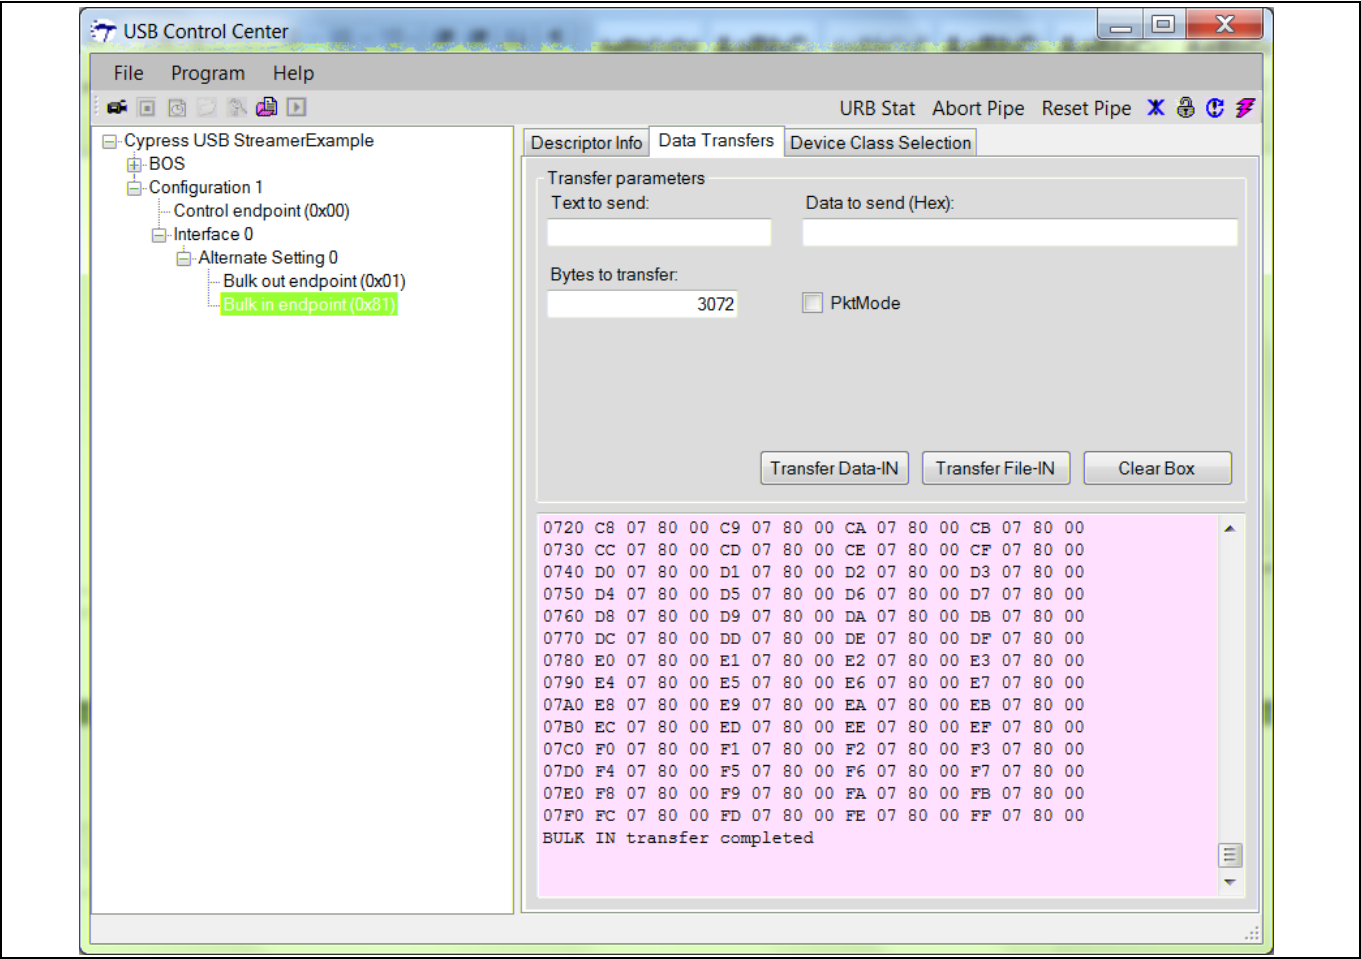 USB Control Center
File Program Help
URB Stat Abort Pipe Reset Pipe
Cypress USB StreamerExample
BOS
Configuration 1
Control endpoint (0x00)
Interface 0
Alternate Setting 0
Bulk out endpoint (0x01)
Bulk in endpoint (0x81)
Descriptor Info Data Transfers Device Class Selection
Transfer parameters
Text to send: Data to send (Hex):
Bytes to transfer:
3072 PktMode
Transfer Data-IN Transfer File-IN Clear Box
0720 C8 07 80 00 C9 07 80 00 CA 07 80 00 CB 07 80 00
0730 CC 07 80 00 CD 07 80 00 CE 07 80 00 CF 07 80 00
0740 D0 07 80 00 D1 07 80 00 D2 07 80 00 D3 07 80 00
0750 D4 07 80 00 D5 07 80 00 D6 07 80 00 D7 07 80 00
0760 D8 07 80 00 D9 07 80 00 DA 07 80 00 DB 07 80 00
0770 DC 07 80 00 DD 07 80 00 DE 07 80 00 DF 07 80 00
0780 E0 07 80 00 E1 07 80 00 E2 07 80 00 E3 07 80 00
0790 E4 07 80 00 E5 07 80 00 E6 07 80 00 E7 07 80 00
07A0 E8 07 80 00 E9 07 80 00 EA 07 80 00 EB 07 80 00
07B0 EC 07 80 00 ED 07 80 00 EE 07 80 00 EF 07 80 00
07C0 F0 07 80 00 F1 07 80 00 F2 07 80 00 F3 07 80 00
07D0 F4 07 80 00 F5 07 80 00 F6 07 80 00 F7 07 80 00
07E0 F8 07 80 00 F9 07 80 00 FA 07 80 00 FB 07 80 00
07F0 FC 07 80 00 FD 07 80 00 FE 07 80 00 FF 07 80 00
BULK IN transfer completed